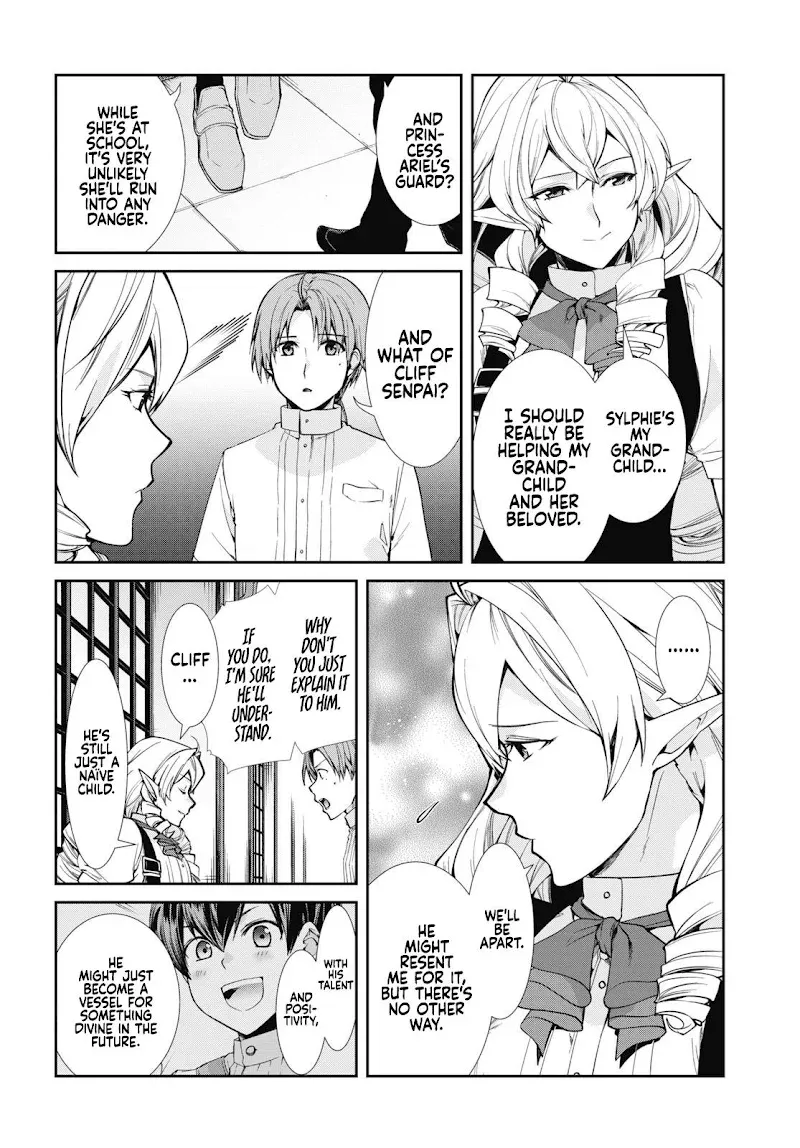 SYLPHIE'S
MY
GRAND-
CHILD...
I SHOULD
REALLY BE
HELPING MY
GRAND-
CHILD
AND HER
BELOVED.
AND
PRIN-
CESS
ARIEL'S
GUARD?
WHILE
SHE'S AT
SCHOOL,
IT'S VERY
UNLIKELY
SHE'LL RUN
INTO ANY
DANGER.
AND
WHAT OF
CLIFF
SENPAI?
......
WE'LL
BE
APART.
HE
MIGHT
RESENT
ME FOR IT,
BUT THERE'S
NO OTHER
WAY.
WHY
DON'T
YOU JUST
EXPLAIN IT
TO HIM.
IF
YOU DO,
I'M SURE
HE'LL
UNDER-
STAND.
CLIFF
...
HE'S
STILL
JUST A
NAÏVE
CHILD.
WITH
HIS
TALENT
AND
POSI-
TIVITY,
HE
MIGHT JUST
BECOME A
VESSEL FOR
SOMETHING
DIVINE IN THE
FUTURE.